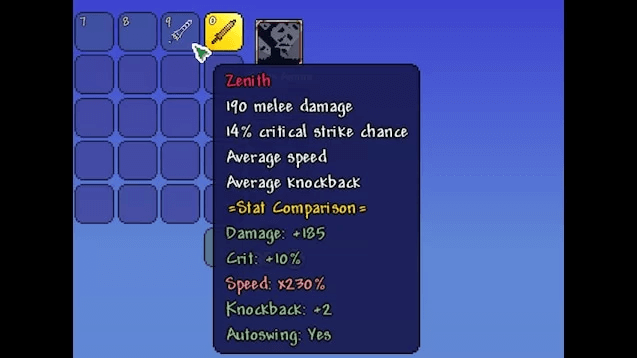 7 8 9 0
Zenith
190 melee damage
14% critical strike chance
Average speed
Average knockback
=Stat Comparison=
Damage: +185
Crit: +10%
Speed: x230%
Knockback: +2
Autoswing: Yes